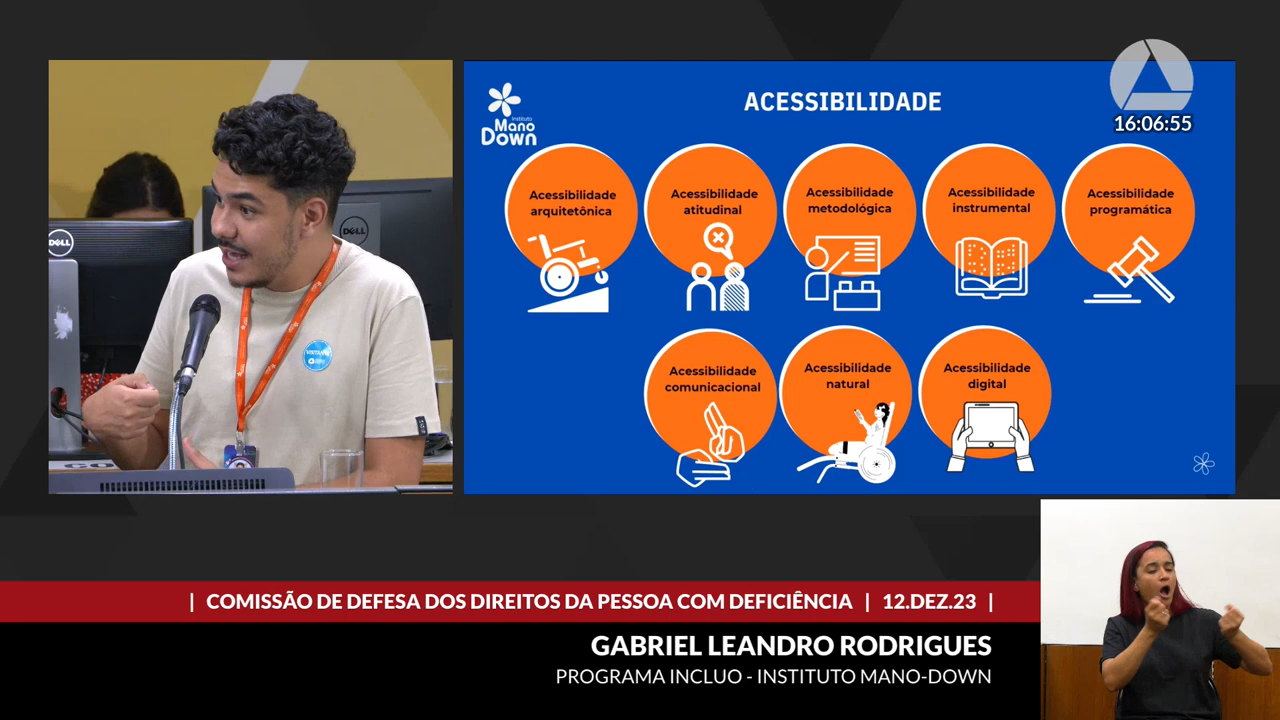 ACESSIBILIDADE
Instituto
Mano
Down
16:06:55
Acessibilidade
arquitetônica
Acessibilidade
atitudinal
Acessibilidade
metodológica
Acessibilidade
instrumental
Acessibilidade
programática
Acessibilidade
comunicacional
Acessibilidade
natural
Acessibilidade
digital
DELL
DELL
| COMISSÃO DE DEFESA DOS DIREITOS DA PESSOA COM DEFICIÊNCIA | 12.DEZ.23 |
GABRIEL LEANDRO RODRIGUES
PROGRAMA INCLUO - INSTITUTO MANO-DOWN